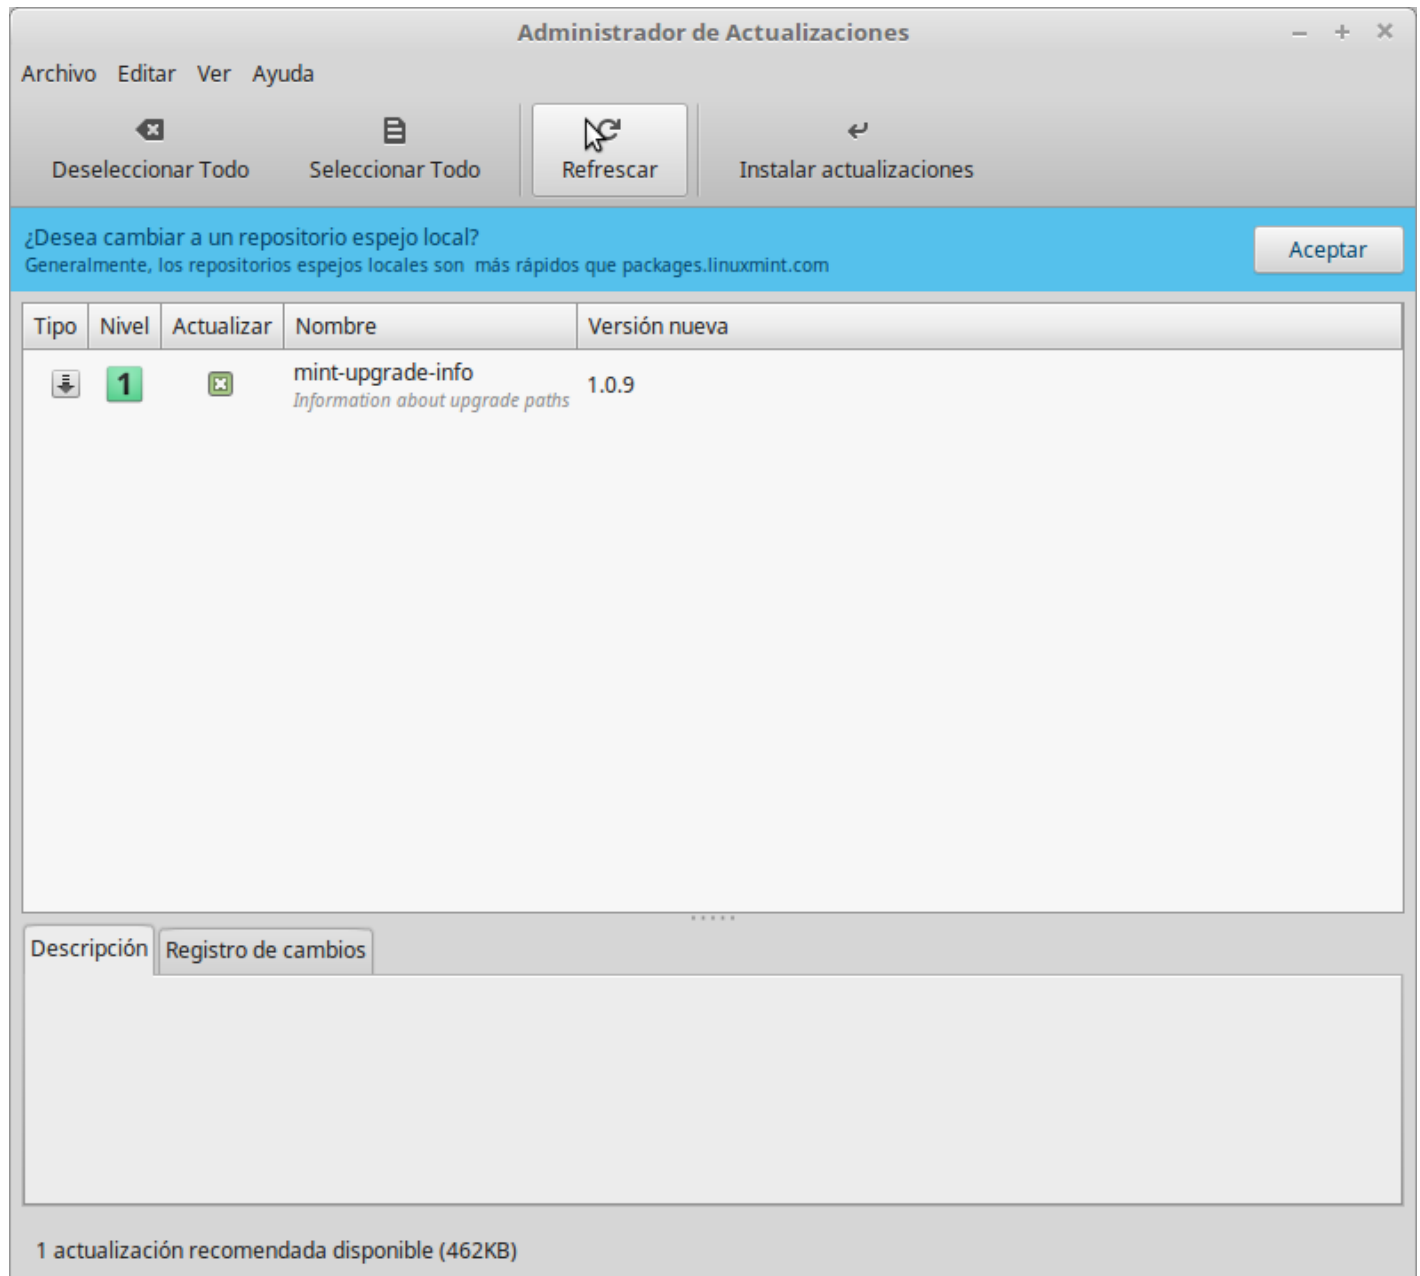 Administrador de Actualizaciones
Archivo Editar Ver Ayuda
Deseleccionar Todo Seleccionar Todo Refrescar Instalar actualizaciones
¿Desea cambiar a un repositorio espejo local?
Generalmente, los repositorios espejos locales son más rápidos que packages.linuxmint.com
Aceptar
Tipo Nivel Actualizar Nombre Versión nueva
1 mint-upgrade-info 1.0.9
Information about upgrade paths
Descripción Registro de cambios
1 actualización recomendada disponible (462KB)